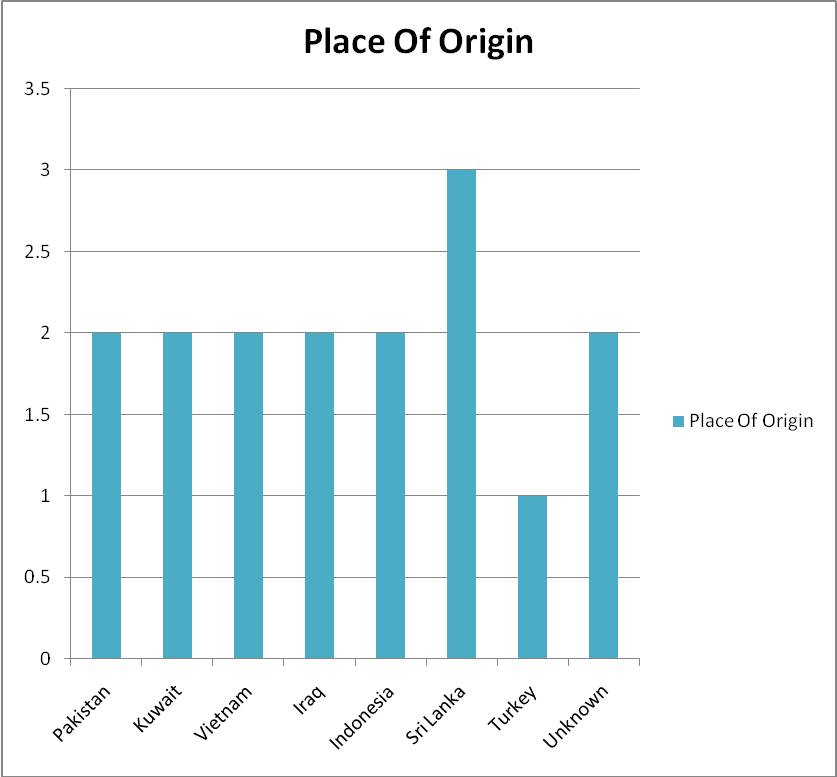 Place Of Origin
3.5
3
2.5
2
1.5
1
0.5
0
Pakistan
Kuwait
Vietnam
Iraq
Indonesia
Sri Lanka
Turkey
Unknown
Place Of Origin